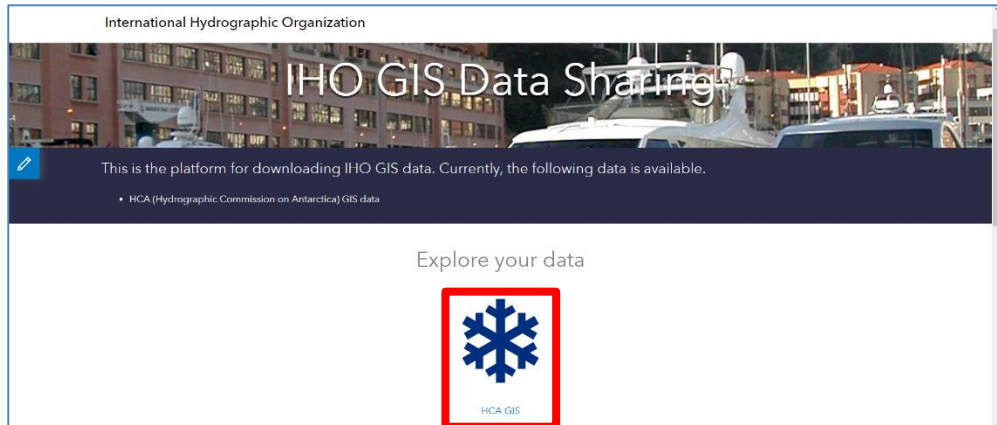 International Hydrographic Organization
IHO GIS Data Sharing
This is the platform for downloading IHO GIS data. Currently, the following data is available.
• HCA (Hydrographic Commission on Antarctica) GIS data
Explore your data
HCA GIS